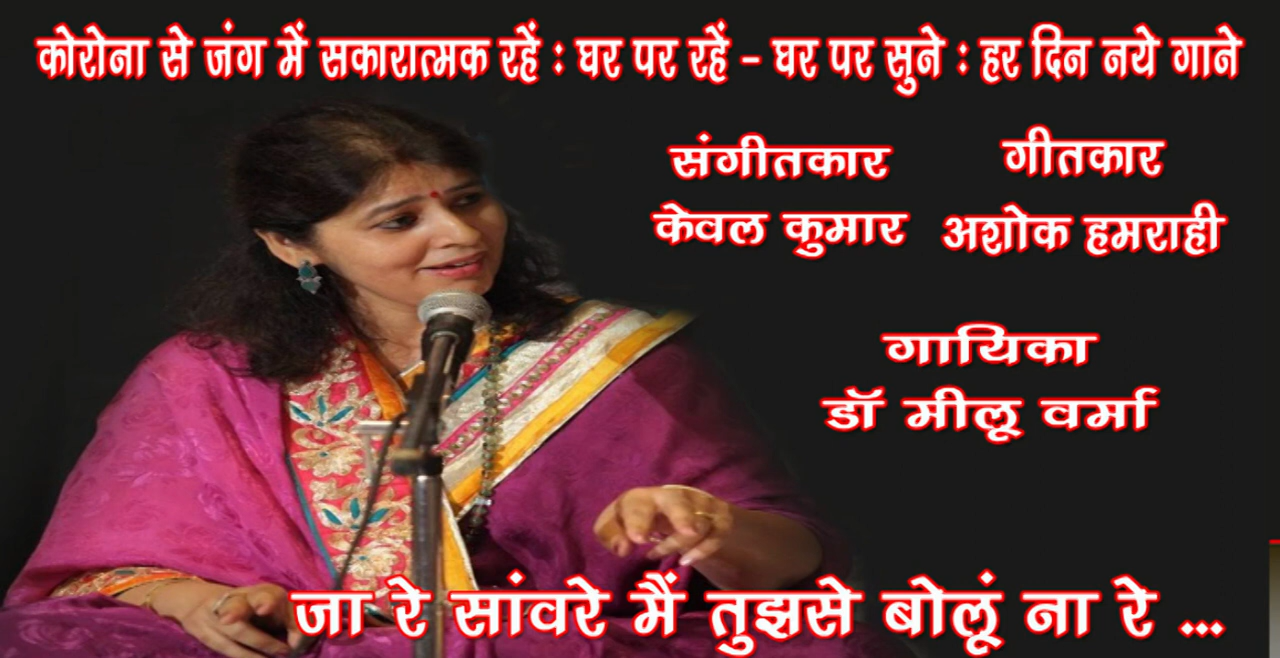 कोरोना से जंग में सकारात्मक रहें : घर पर रहें - घर पर सुने : हर दिन नये गाने
संगीतकार
केवल कुमार
गीतकार
अशोक हमराही
गायिका
डॉ मीलू वर्मा
जा रे सांवरे मैं तुझसे बोलूं ना रे ...